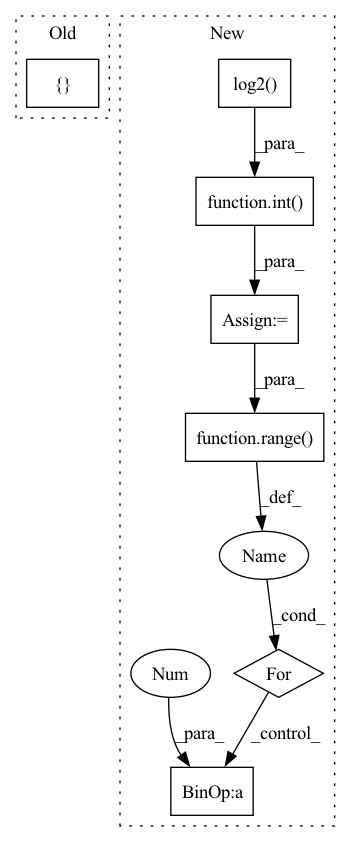 Old
New
{}
log2()
_para_
function.int()
_para_
Assign:=
_para_
function.range()
_def_
Name
_cond_
Num
For
_para_
_control_
BinOp:a